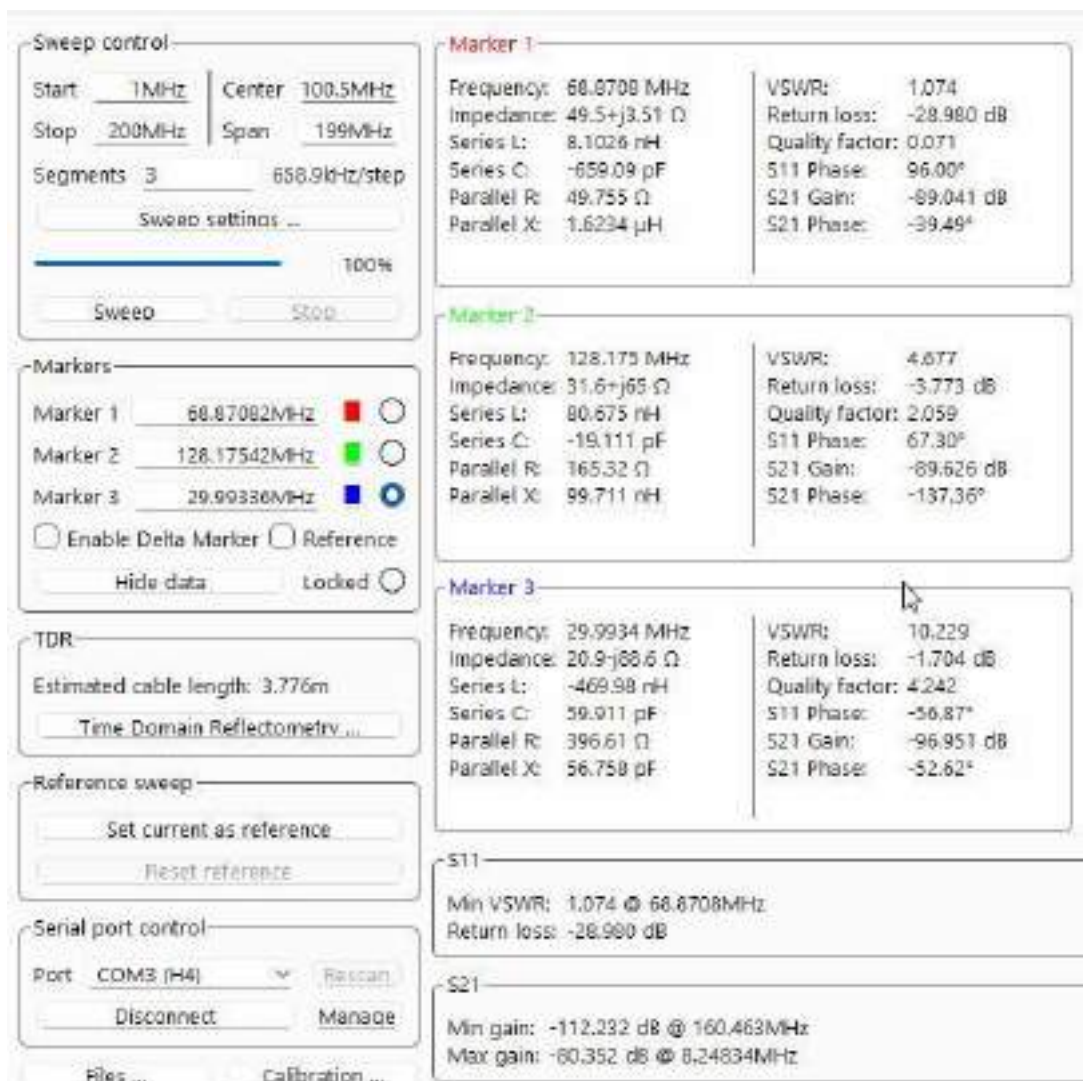 Sweep control
Start 1MHz Center 100.5MHz
Stop 200MHz Span 199MHz
Segments 3 658.9kHz/step
Sweep settings ...
100%
Sweep Stop
Markers
Marker 1 68.87082MHz
Marker 2 128.17542MHz
Marker 3 29.99336MHz
Enable Delta Marker Reference
Hide data Locked
TDR
Estimated cable length: 3.776m
Time Domain Reflectometry ...
Reference sweep
Set current as reference
Reset reference
Serial port control
Port COM3 (H4) Rescan
Disconnect Manage
Files ... Calibration ...
Marker 1
Frequency: 68.8708 MHz
Impedance: 49.5+j3.51 Ω
Series L: 8.1026 nH
Series C: -659.09 pF
Parallel R: 49.755 Ω
Parallel X: 1.6234 μH
VSWR: 1.074
Return loss: -28.980 dB
Quality factor: 0.071
S11 Phase: 96.00°
S21 Gain: -89.041 dB
S21 Phase: -39.49°
Marker 2
Frequency: 128.175 MHz
Impedance: 31.6+j65 Ω
Series L: 80.675 nH
Series C: -19.111 pF
Parallel R: 165.32 Ω
Parallel X: 99.711 nH
VSWR: 4.677
Return loss: -3.773 dB
Quality factor: 2.059
S11 Phase: 67.30°
S21 Gain: -89.626 dB
S21 Phase: -137.36°
Marker 3
Frequency: 29.9934 MHz
Impedance: 20.9-j88.6 Ω
Series L: -469.98 nH
Series C: 59.911 pF
Parallel R: 396.61 Ω
Parallel X: 56.758 pF
VSWR: 10.229
Return loss: -1.704 dB
Quality factor: 4.242
S11 Phase: -56.87°
S21 Gain: -96.951 dB
S21 Phase: -52.62°
S11
Min VSWR: 1.074 @ 68.8708MHz
Return loss: -28.980 dB
S21
Min gain: -112.232 dB @ 160.463MHz
Max gain: -80.352 dB @ 8.24834MHz